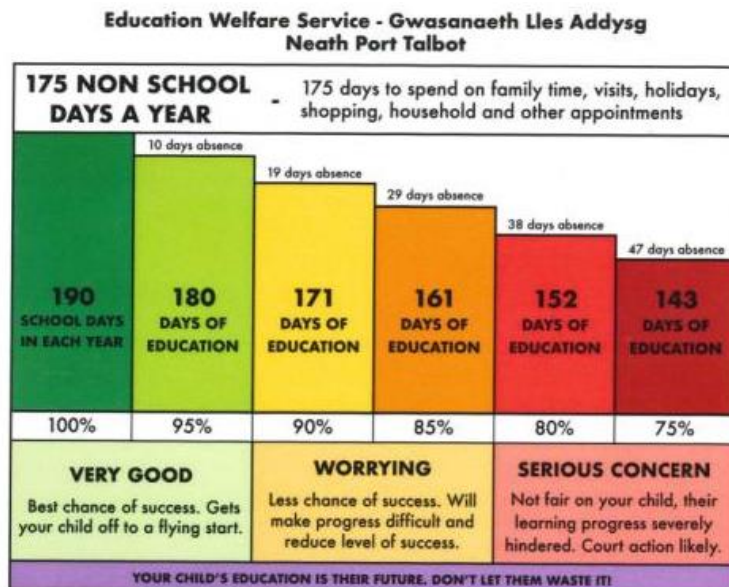 Education Welfare Service - Gwasanaeth Lles Addysg
Neath Port Talbot
175 NON SCHOOL
DAYS A YEAR
-
175 days to spend on family time, visits, holidays,
shopping, household and other appointments
10 days absence
19 days absence
29 days absence
38 days absence
47 days absence
190
SCHOOL DAYS
IN EACH YEAR
180
DAYS OF
EDUCATION
171
DAYS OF
EDUCATION
161
DAYS OF
EDUCATION
152
DAYS OF
EDUCATION
143
DAYS OF
EDUCATION
100%
95%
90%
85%
80%
75%
VERY GOOD
Best chance of success. Gets
your child off to a flying start.
WORRYING
Less chance of success. Will
make progress difficult and
reduce level of success.
SERIOUS CONCERN
Not fair on your child, their
learning progress severely
hindered. Court action likely.
YOUR CHILD'S EDUCATION IS THEIR FUTURE. DON'T LET THEM WASTE IT!